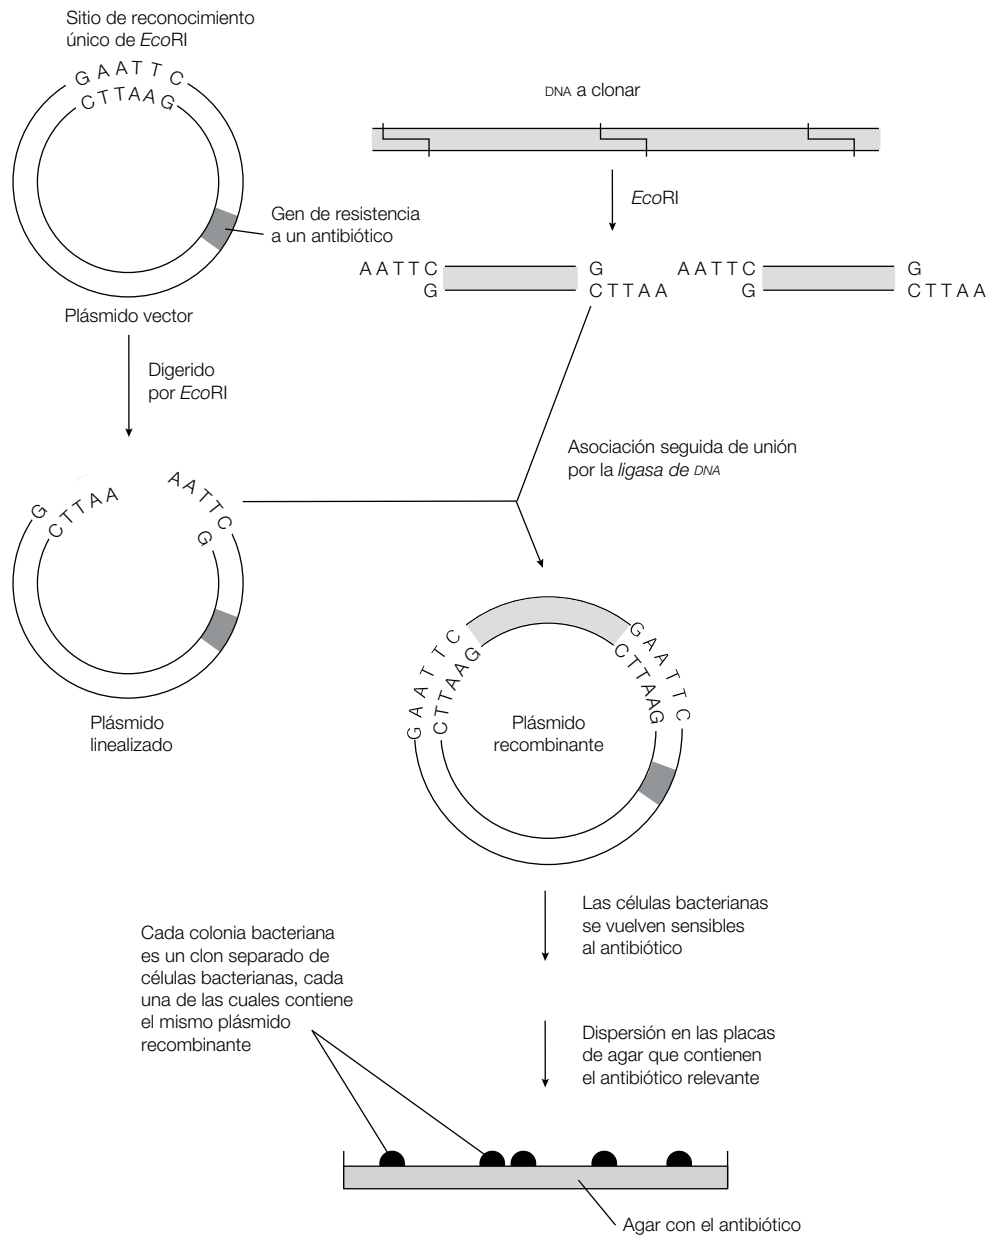 Sitio de reconocimiento
único de EcoRI
G A A T T C
C T T A A G
DNA a clonar
EcoRI
Gen de resistencia
a un antibiótico
A A T T C
G
G
C T T A A
A A T T C
G
G
C T T A A
Plásmido vector
Digerido
por EcoRI
Asociación seguida de unión
por la ligasa de DNA
G
C T T A A
A A T T C
G
Plásmido
linealizado
G A A T T C
C T T A A G
G A A T T C
C T T A A G
Plásmido
recombinante
Las células bacterianas
se vuelven sensibles
al antibiótico
Cada colonia bacteriana
es un clon separado de
células bacterianas, cada
una de las cuales contiene
el mismo plásmido
recombinante
Dispersión en las placas
de agar que contienen
el antibiótico relevante
Agar con el antibiótico